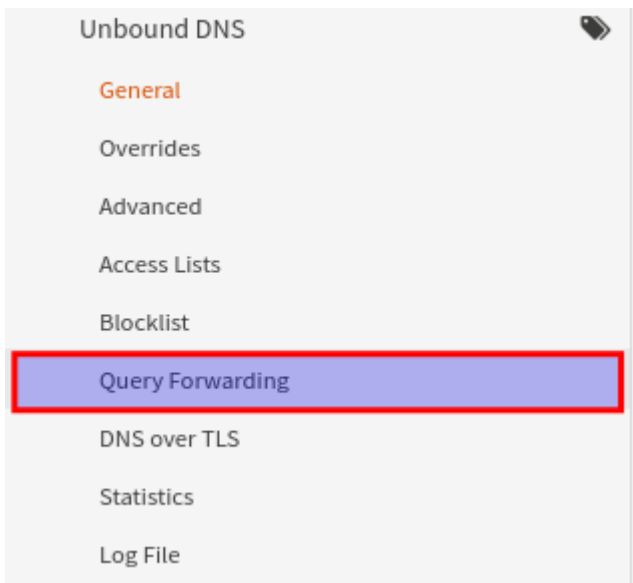 Unbound DNS
General
Overrides
Advanced
Access Lists
Blocklist
Query Forwarding
DNS over TLS
Statistics
Log File